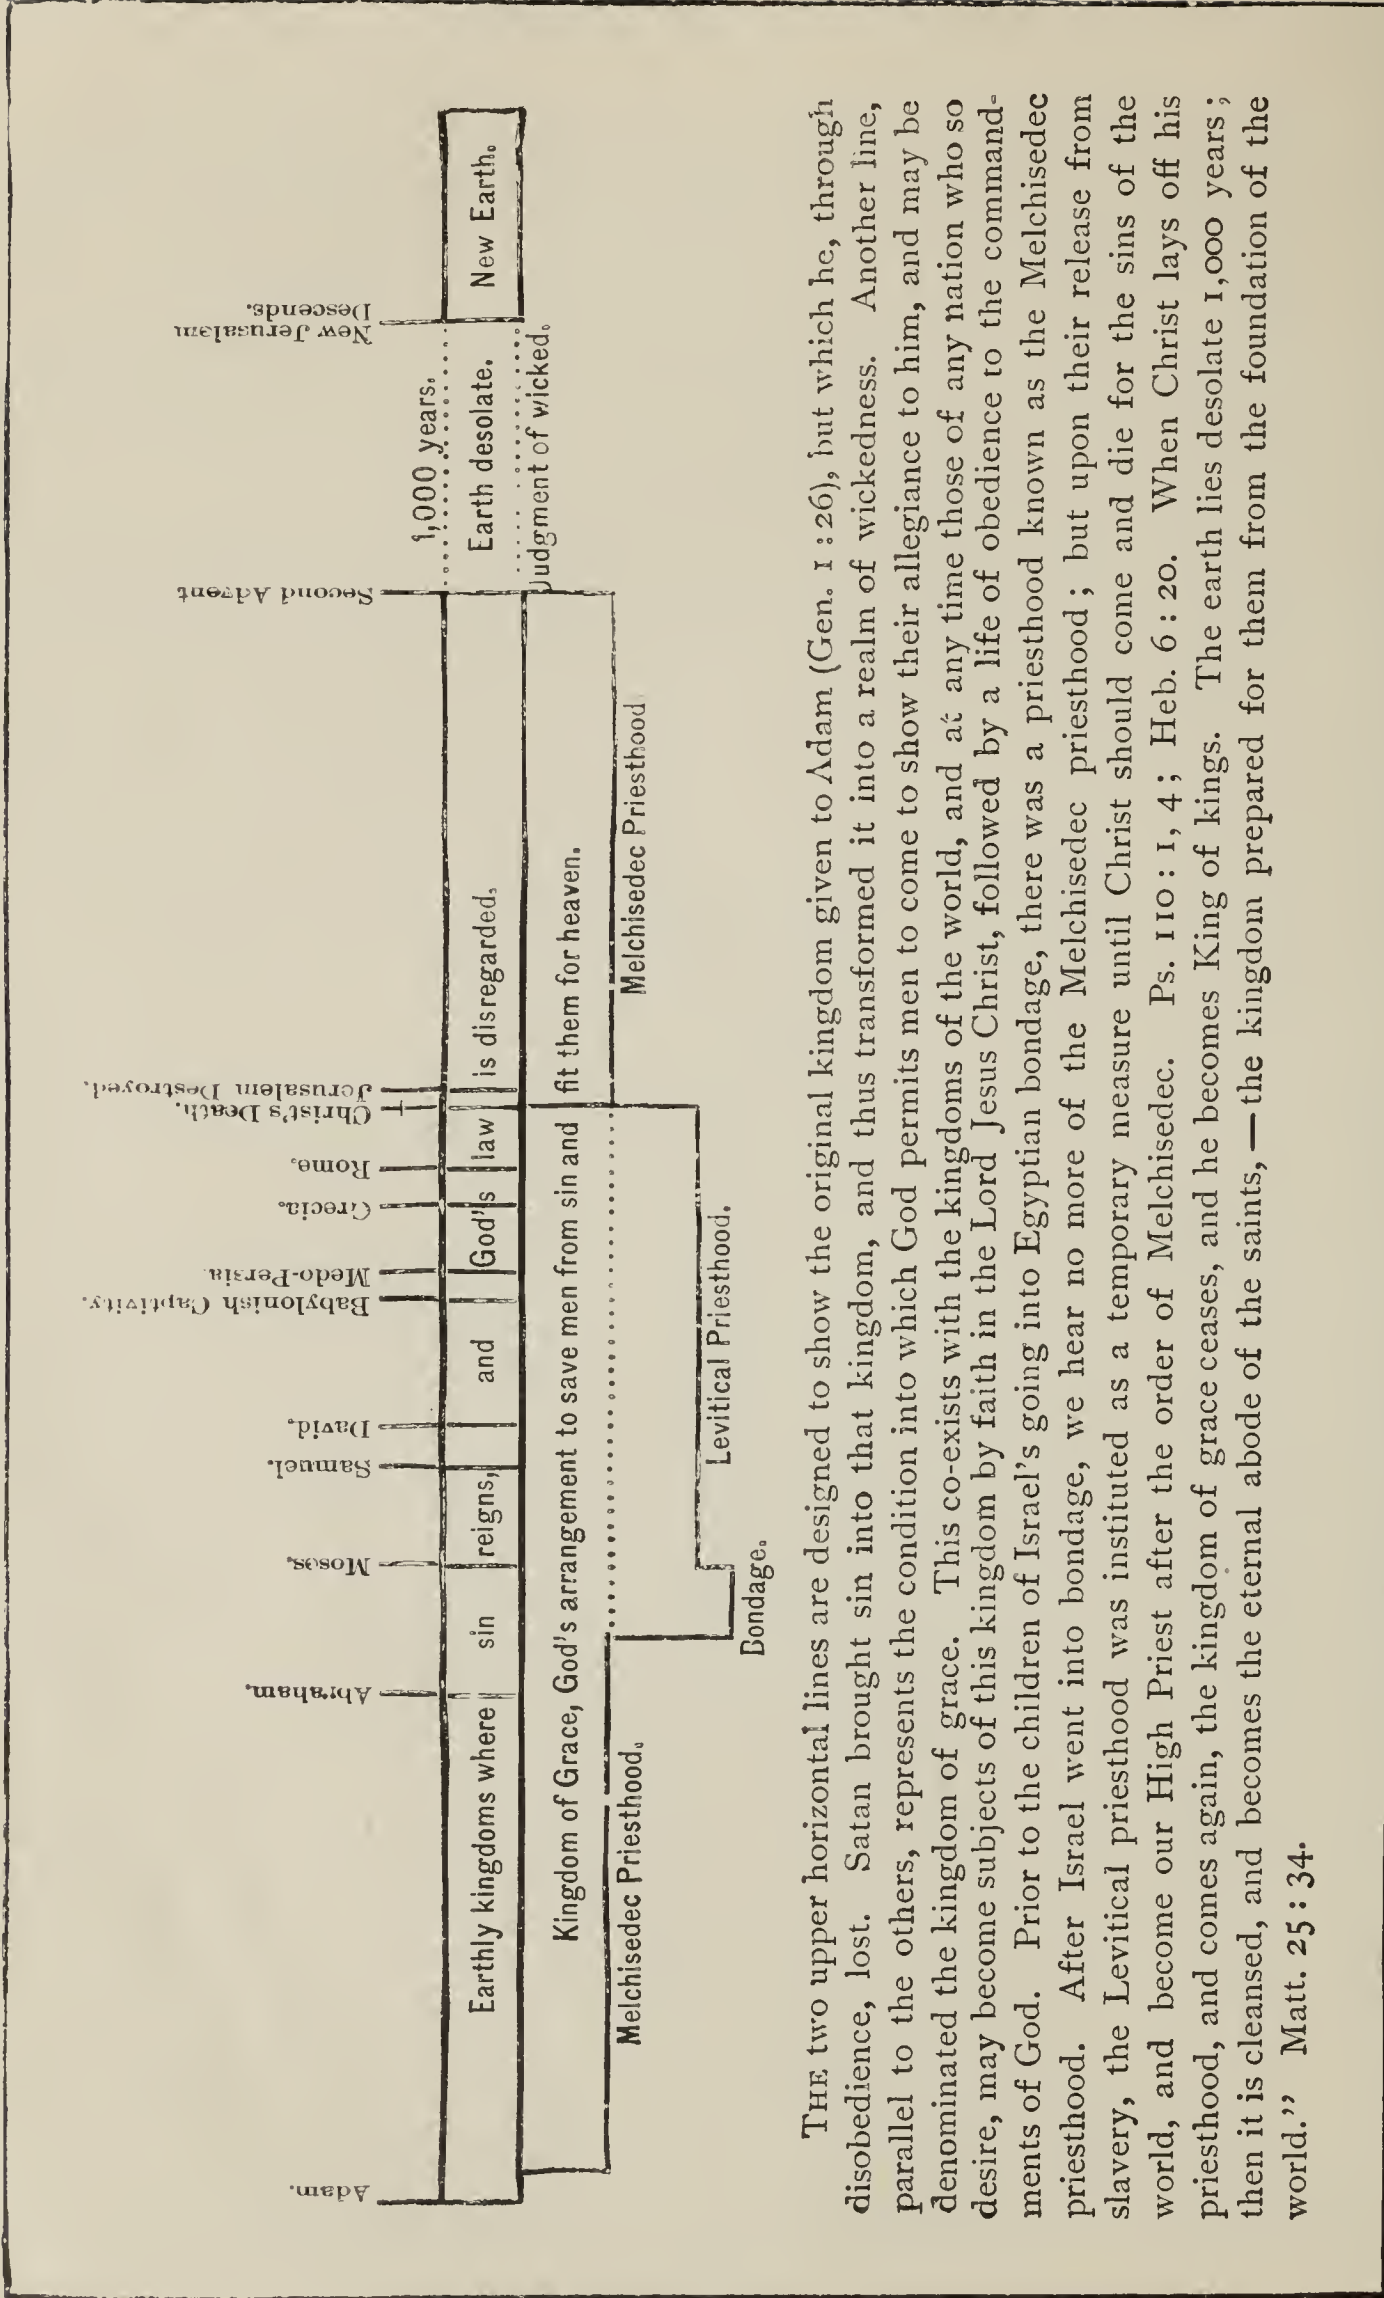 Adam.
Abraham.
Moses.
Samuel.
David.
Babylonish Captivity.
Medo-Persia.
Grecia.
Rome.
Christ's Death.
Jerusalem Destroyed.
Second Advent
New Jerusalem
Descends.
1,000 years.
Earthly kingdoms where sin reigns, and God's law is disregarded.
Earth desolate.
New Earth.
Judgment of wicked.
Kingdom of Grace, God's arrangement to save men from sin and fit them for heaven.
Melchisedec Priesthood.
Melchisedec Priesthood
Levitical Priesthood.
Bondage.
THE two upper horizontal lines are designed to show the original kingdom given to Adam (Gen. 1 : 26), but which he, through
disobedience, lost. Satan brought sin into that kingdom, and thus transformed it into a realm of wickedness. Another line,
parallel to the others, represents the condition into which God permits men to come to show their allegiance to him, and may be
denominated the kingdom of grace. This co-exists with the kingdoms of the world, and at any time those of any nation who so
desire, may become subjects of this kingdom by faith in the Lord Jesus Christ, followed by a life of obedience to the command-
ments of God. Prior to the children of Israel's going into Egyptian bondage, there was a priesthood known as the Melchisedec
priesthood. After Israel went into bondage, we hear no more of the Melchisedec priesthood ; but upon their release from
slavery, the Levitical priesthood was instituted as a temporary measure until Christ should come and die for the sins of the
world, and become our High Priest after the order of Melchisedec. Ps. 110 : 1, 4 ; Heb. 6 : 20. When Christ lays off his
priesthood, and comes again, the kingdom of grace ceases, and he becomes King of kings. The earth lies desolate 1,000 years ;
then it is cleansed, and becomes the eternal abode of the saints, — the kingdom prepared for them from the foundation of the
world." Matt. 25 : 34.